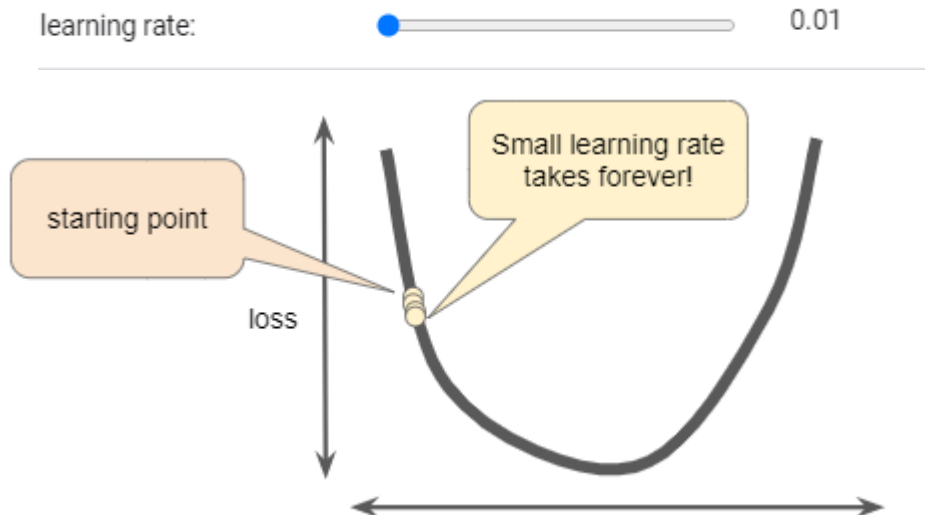 learning rate: 0.01
Small learning rate
takes forever!
starting point
loss